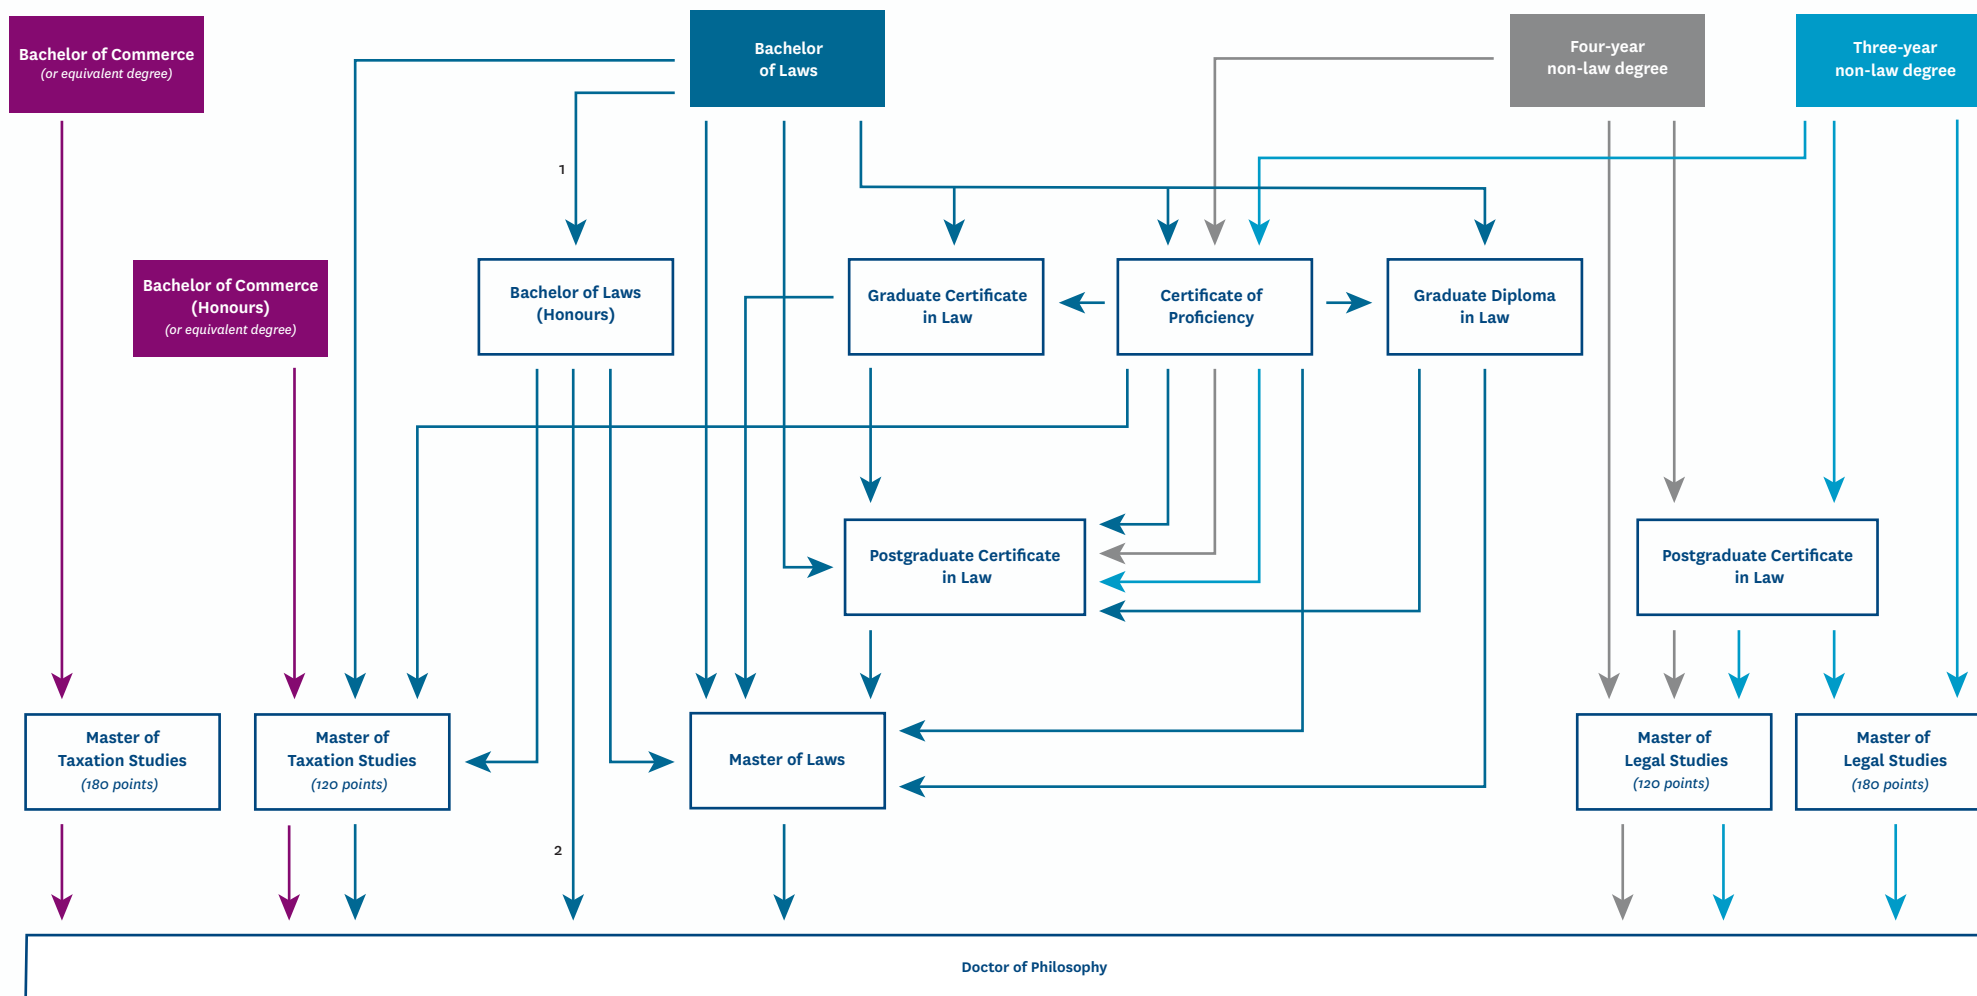 Bachelor of Commerce
(or equivalent degree)
Bachelor
of Laws
Four-year
non-law degree
Three-year
non-law degree
1
Bachelor of Commerce
(Honours)
(or equivalent degree)
Bachelor of Laws
(Honours)
Graduate Certificate
in Law
Certificate of
Proficiency
Graduate Diploma
in Law
Postgraduate Certificate
in Law
Postgraduate Certificate
in Law
Master of
Taxation Studies
(180 points)
Master of
Taxation Studies
(120 points)
Master of Laws
Master of
Legal Studies
(120 points)
Master of
Legal Studies
(180 points)
2
Doctor of Philosophy